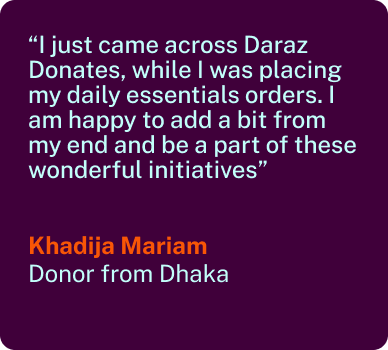 “I just came across Daraz
Donates, while I was placing
my daily essentials orders. I
am happy to add a bit from
my end and be a part of these
wonderful initiatives”
Khadija Mariam
Donor from Dhaka